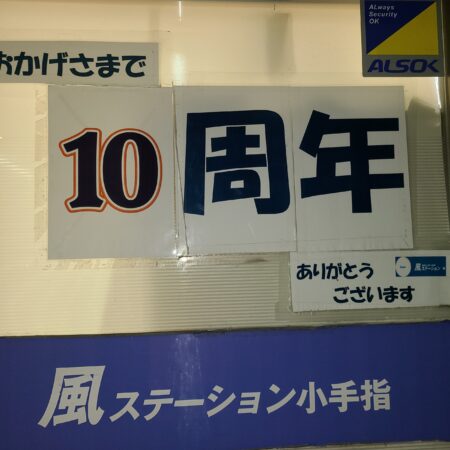 ALways
Security
OK
ALSOK
おかげさまで
10周年
ありがとう
ございます
風ステーション小手指